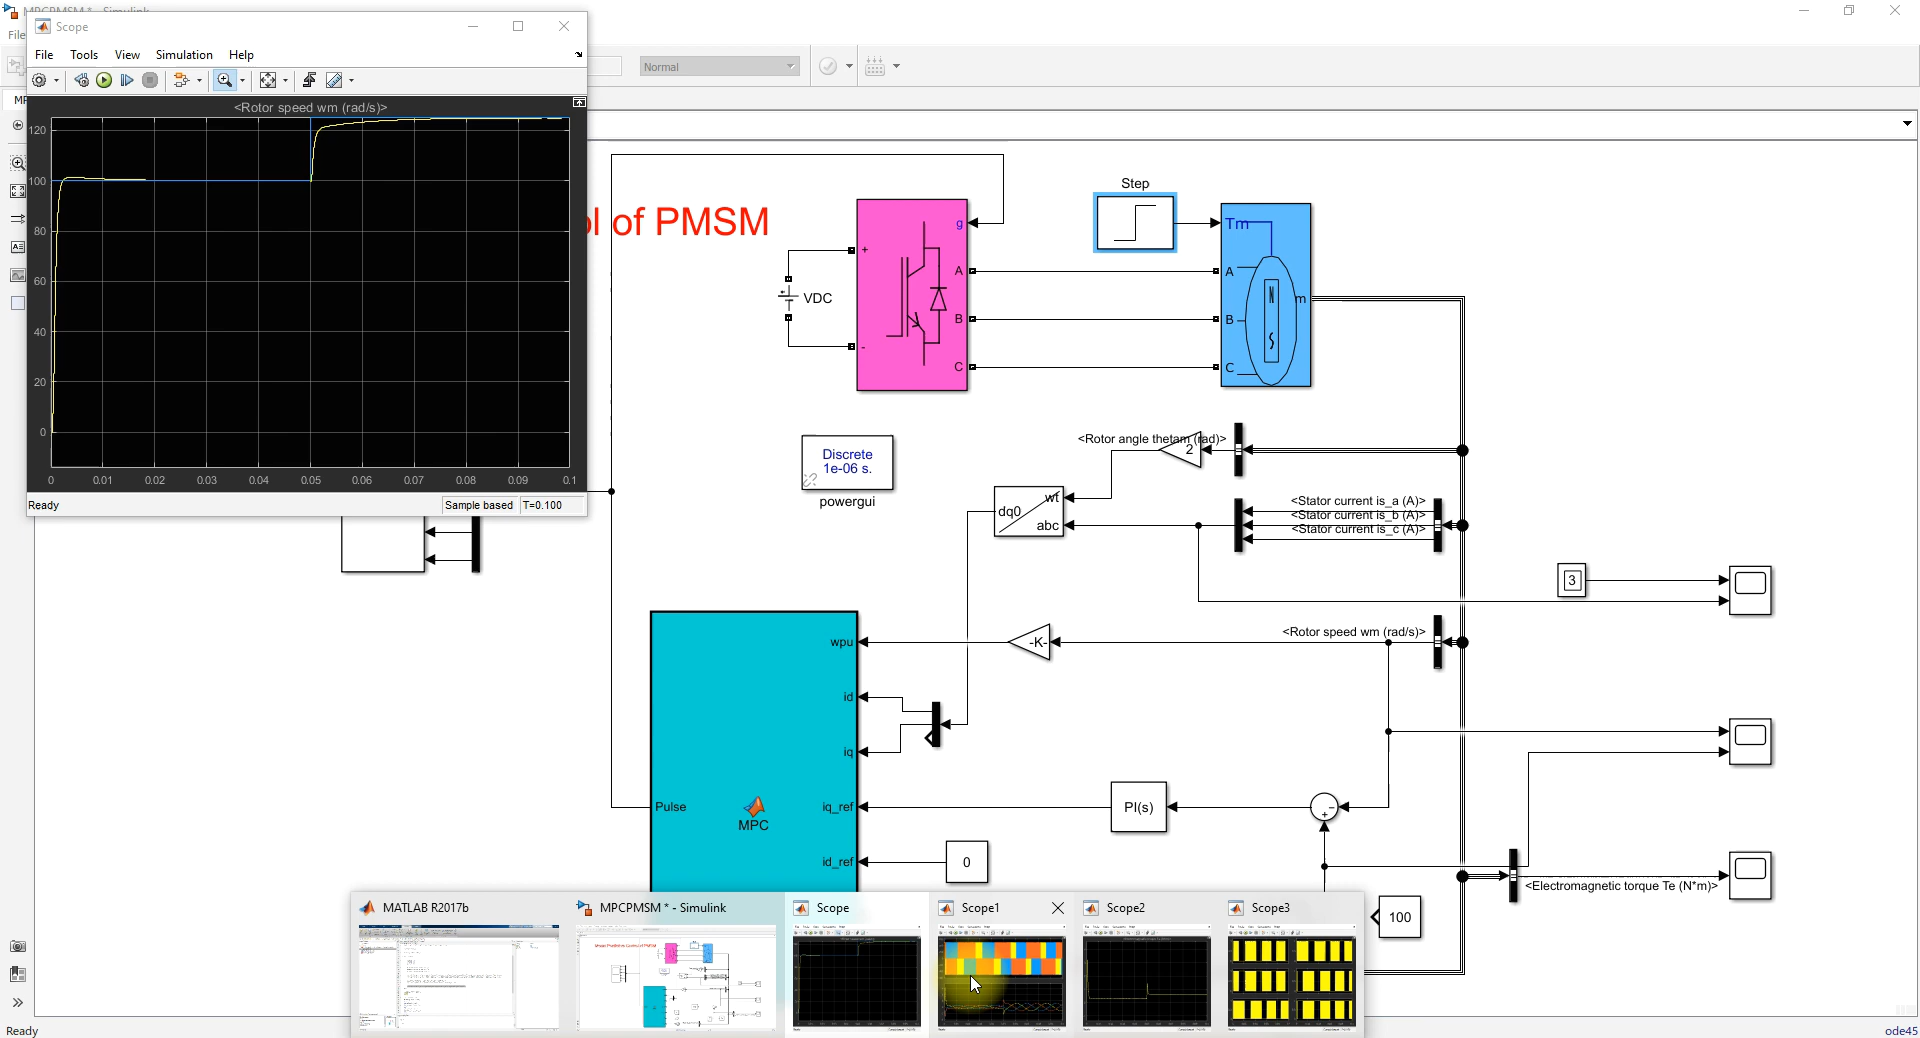 MPCPMSM * - Simulink
Scope
File
File Tools View Simulation Help
Normal
MP
<Rotor speed wm (rad/s)>
120
100
80
60
40
20
0
0 0.01 0.02 0.03 0.04 0.05 0.06 0.07 0.08 0.09 0.1
Ready
Sample based
T=0.100
ol of PMSM
Step
g
Tm
+
A
A
VDC
m
N
B
B
S
-
C
C
Discrete
1e-06 s.
powergui
<Rotor angle thetam (rad)>
2
wt
dq0
abc
<Stator current is_a (A)>
<Stator current is_b (A)>
<Stator current is_c (A)>
3
wpu
-K-
<Rotor speed wm (rad/s)>
id
iq
Pulse
MPC
iq_ref
PI(s)
-
+
id_ref
0
<Electromagnetic torque Te (N*m)>
100
MATLAB R2017b
MPCPMSM * - Simulink
Scope
Scope1
Scope2
Scope3
Ready
ode45